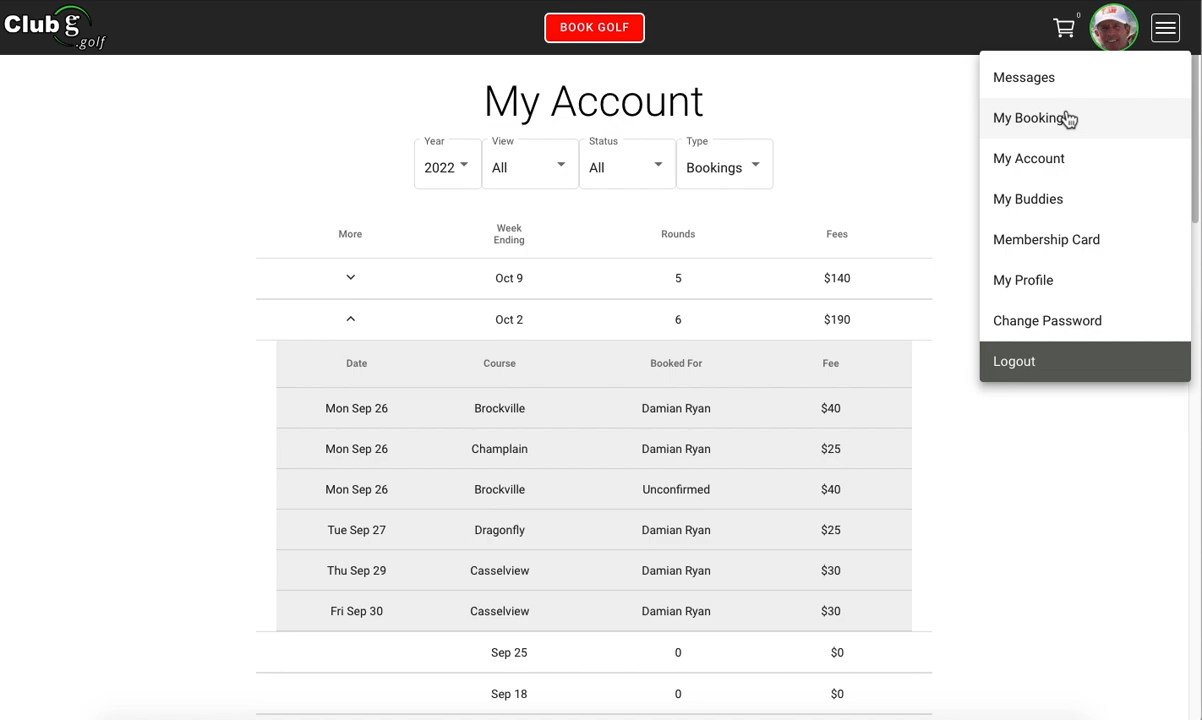 Club g .golf
BOOK GOLF
0
My Account
Year
View
Status
Type
2022
All
All
Bookings
More
Week
Ending
Rounds
Fees
Oct 9
5
$140
Oct 2
6
$190
Date
Course
Booked For
Fee
Mon Sep 26
Brockville
Damian Ryan
$40
Mon Sep 26
Champlain
Damian Ryan
$25
Mon Sep 26
Brockville
Unconfirmed
$40
Tue Sep 27
Dragonfly
Damian Ryan
$25
Thu Sep 29
Casselview
Damian Ryan
$30
Fri Sep 30
Casselview
Damian Ryan
$30
Sep 25
0
$0
Sep 18
0
$0
Messages
My Booking
My Account
My Buddies
Membership Card
My Profile
Change Password
Logout